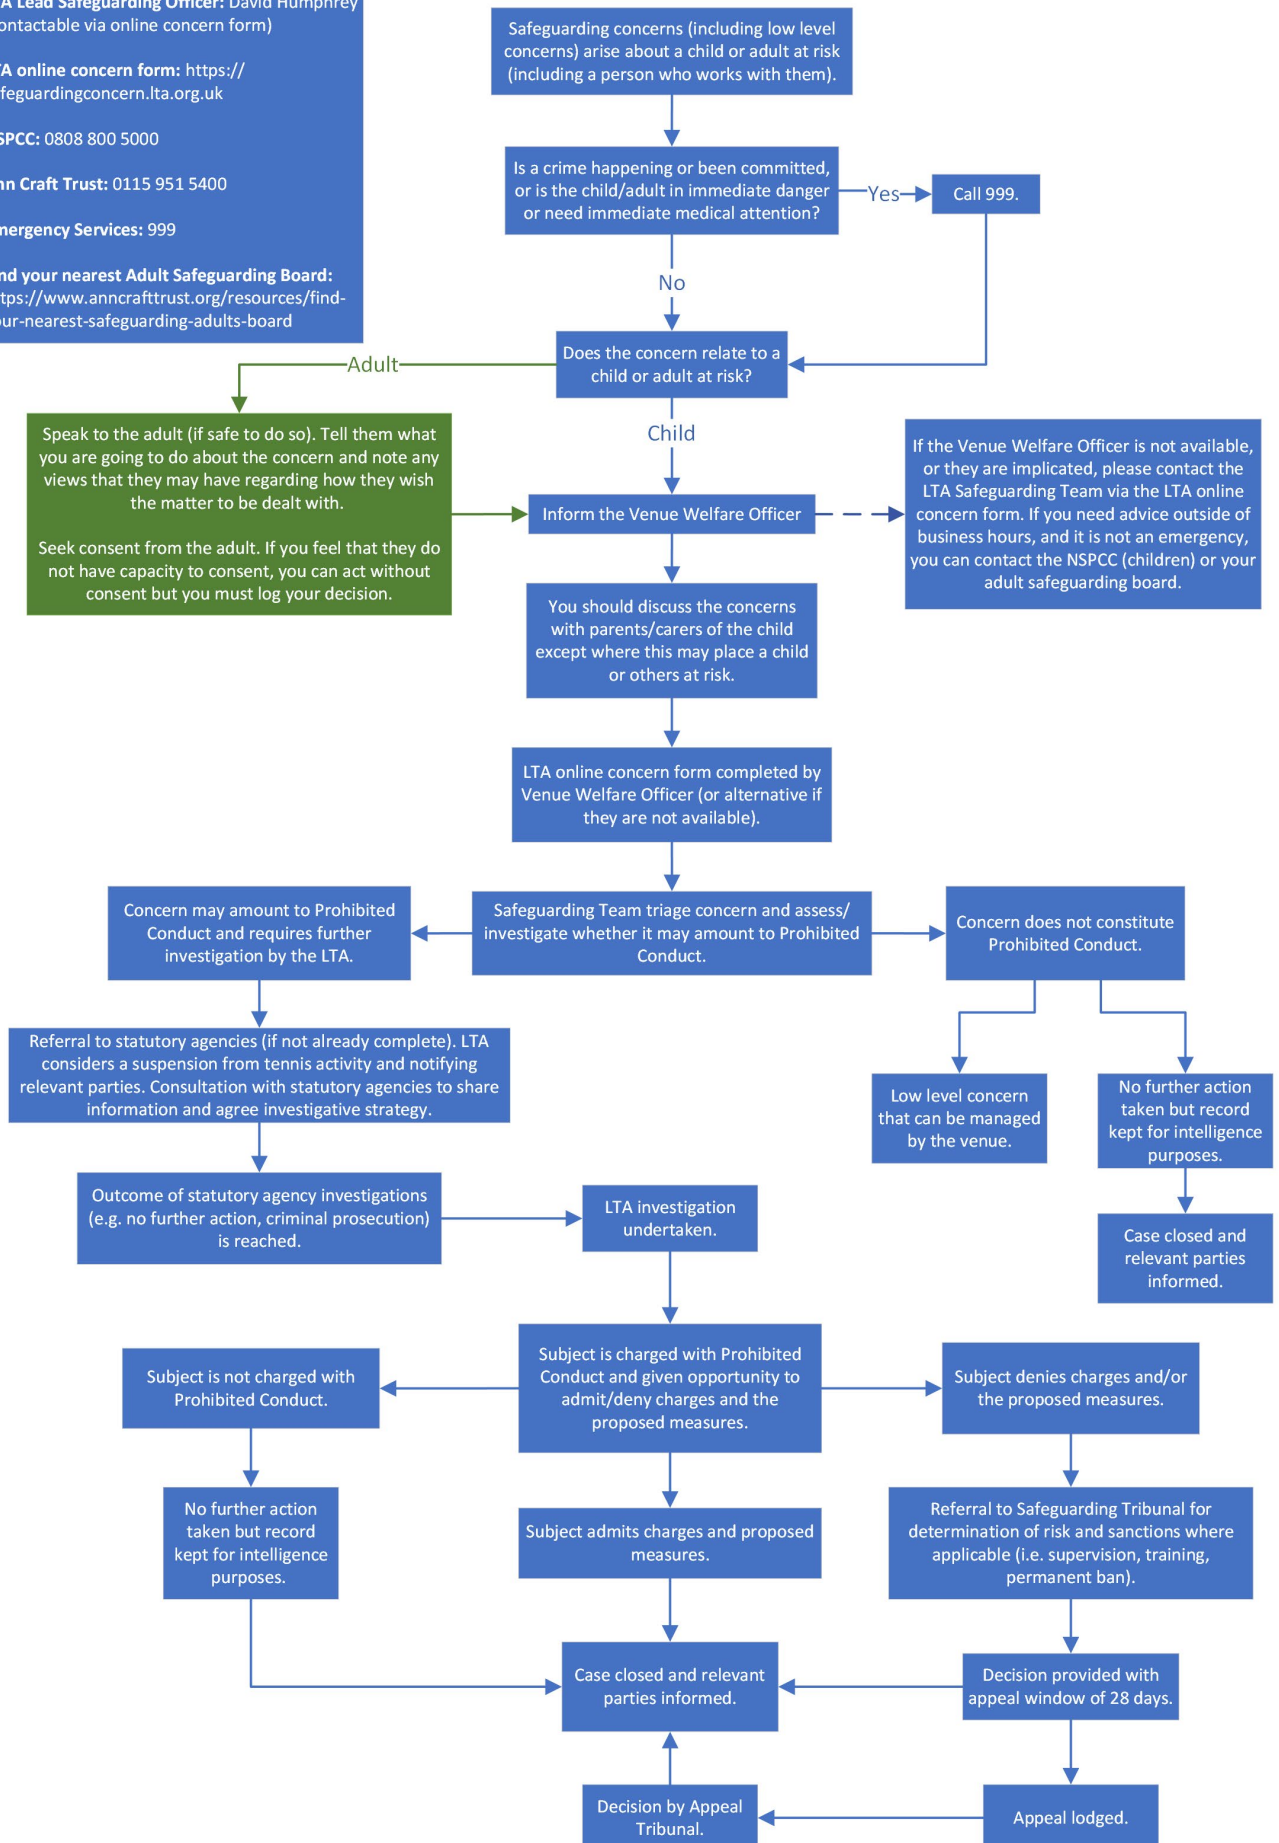 A Lead Safeguarding Officer: David Humphrey
ontactable via online concern form)
TA online concern form: https://
afeguardingconcern.lta.org.uk
SPCC: 0808 800 5000
nn Craft Trust: 0115 951 5400
mergency Services: 999
nd your nearest Adult Safeguarding Board:
tps://www.anncrafttrust.org/resources/find-
our-nearest-safeguarding-adults-board
Safeguarding concerns (including low level
concerns) arise about a child or adult at risk
(including a person who works with them).
Is a crime happening or been committed,
or is the child/adult in immediate danger
or need immediate medical attention?
Yes
Call 999.
No
Does the concern relate to a
child or adult at risk?
Adult
Child
Speak to the adult (if safe to do so). Tell them what
you are going to do about the concern and note any
views that they may have regarding how they wish
the matter to be dealt with.
Seek consent from the adult. If you feel that they do
not have capacity to consent, you can act without
consent but you must log your decision.
Inform the Venue Welfare Officer
If the Venue Welfare Officer is not available,
or they are implicated, please contact the
LTA Safeguarding Team via the LTA online
concern form. If you need advice outside of
business hours, and it is not an emergency,
you can contact the NSPCC (children) or your
adult safeguarding board.
You should discuss the concerns
with parents/carers of the child
except where this may place a child
or others at risk.
LTA online concern form completed by
Venue Welfare Officer (or alternative if
they are not available).
Concern may amount to Prohibited
Conduct and requires further
investigation by the LTA.
Safeguarding Team triage concern and assess/
investigate whether it may amount to Prohibited
Conduct.
Concern does not constitute
Prohibited Conduct.
Referral to statutory agencies (if not already complete). LTA
considers a suspension from tennis activity and notifying
relevant parties. Consultation with statutory agencies to share
information and agree investigative strategy.
Low level concern
that can be managed
by the venue.
No further action
taken but record
kept for intelligence
purposes.
Outcome of statutory agency investigations
(e.g. no further action, criminal prosecution)
is reached.
LTA investigation
undertaken.
Case closed and
relevant parties
informed.
Subject is not charged with
Prohibited Conduct.
Subject is charged with Prohibited
Conduct and given opportunity to
admit/deny charges and the
proposed measures.
Subject denies charges and/or
the proposed measures.
No further action
taken but record
kept for intelligence
purposes.
Subject admits charges and proposed
measures.
Referral to Safeguarding Tribunal for
determination of risk and sanctions where
applicable (i.e. supervision, training,
permanent ban).
Case closed and relevant
parties informed.
Decision provided with
appeal window of 28 days.
Decision by Appeal
Tribunal.
Appeal lodged.